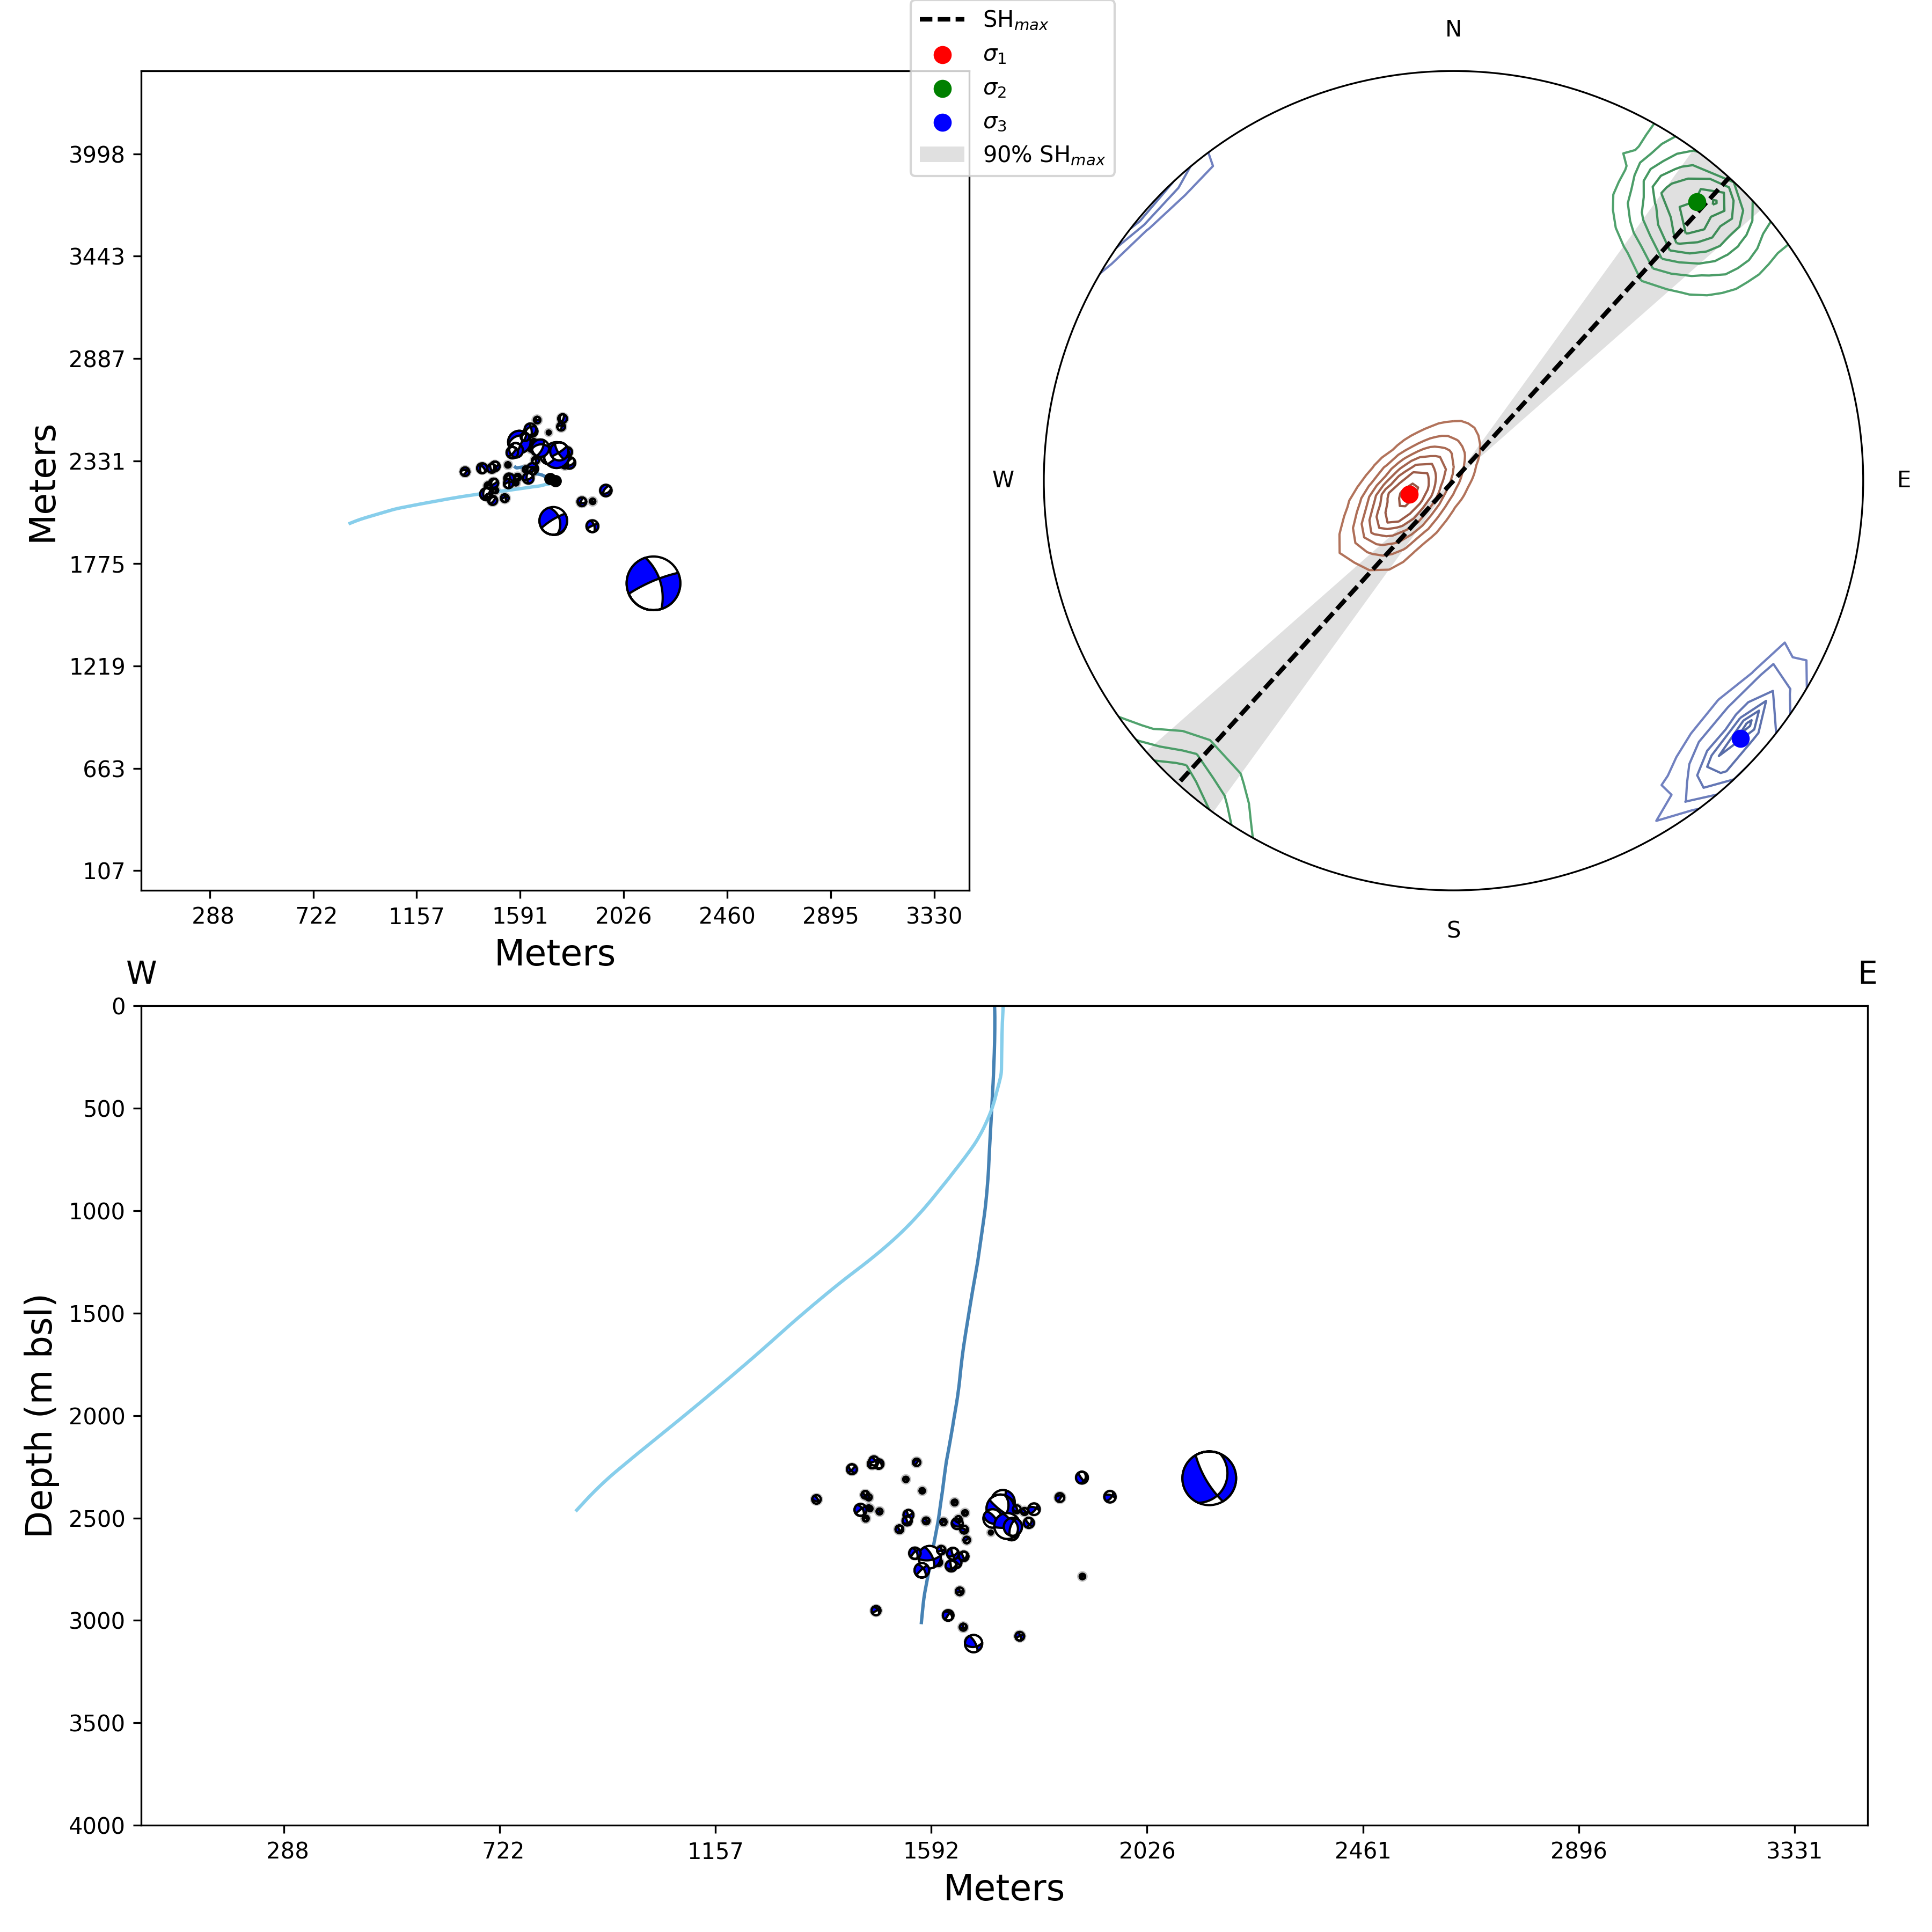 SHmax
σ1
σ2
σ3
90% SHmax
N
W
E
S
3998
3443
2887
2331
1775
1219
663
107
Meters
288 722 1157 1591 2026 2460 2895 3330
Meters
W E
0
500
1000
1500
2000
2500
3000
3500
4000
Depth (m bsl)
288 722 1157 1592 2026 2461 2896 3331
Meters